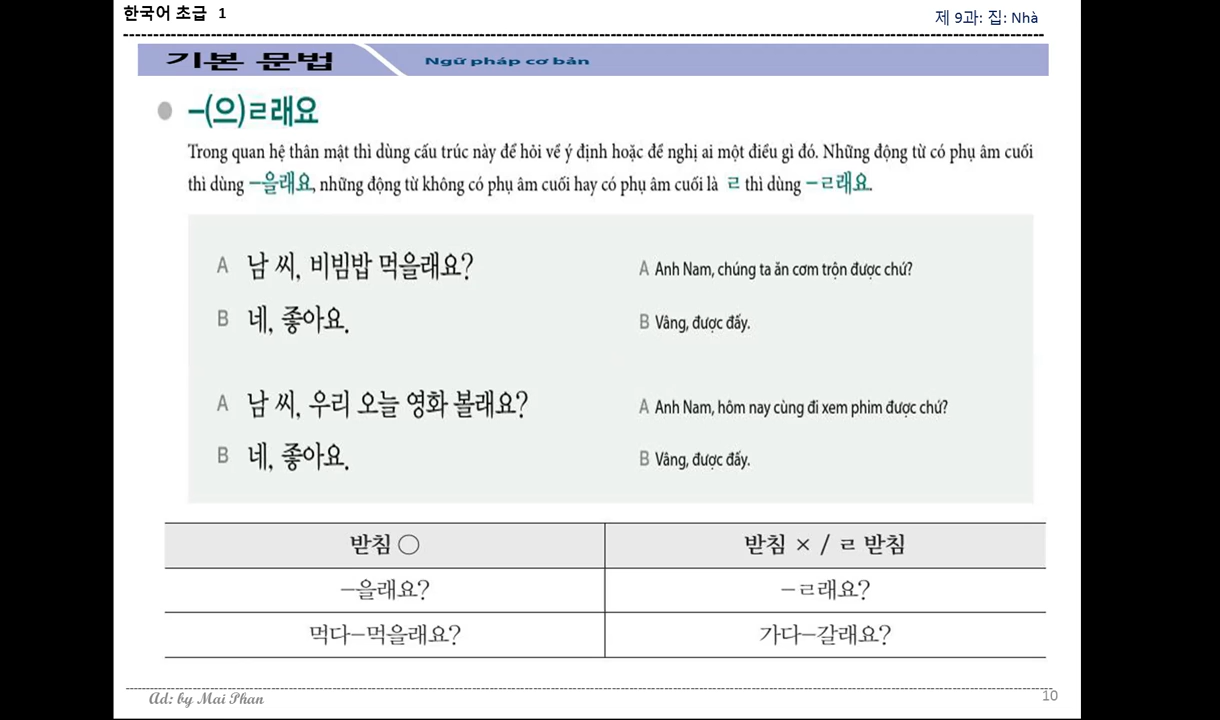 한국어 초급 1
제 9과: 집: Nhà
기본 문법
Ngữ pháp cơ bản
-(으)ㄹ래요
Trong quan hệ thân mật thì dùng cấu trúc này để hỏi về ý định hoặc đề nghị ai một điều gì đó. Những động từ có phụ âm cuối
thì dùng -을래요, những động từ không có phụ âm cuối hay có phụ âm cuối là ㄹ thì dùng -ㄹ래요.
A 남 씨, 비빔밥 먹을래요?
A Anh Nam, chúng ta ăn cơm trộn được chứ?
B 네, 좋아요.
B Vâng, được đấy.
A 남 씨, 우리 오늘 영화 볼래요?
A Anh Nam, hôm nay cùng đi xem phim được chứ?
B 네, 좋아요.
B Vâng, được đấy.
받침 ○
받침 × / ㄹ 받침
-을래요?
-ㄹ래요?
먹다-먹을래요?
가다-갈래요?
Ad: by Mai Phan
10